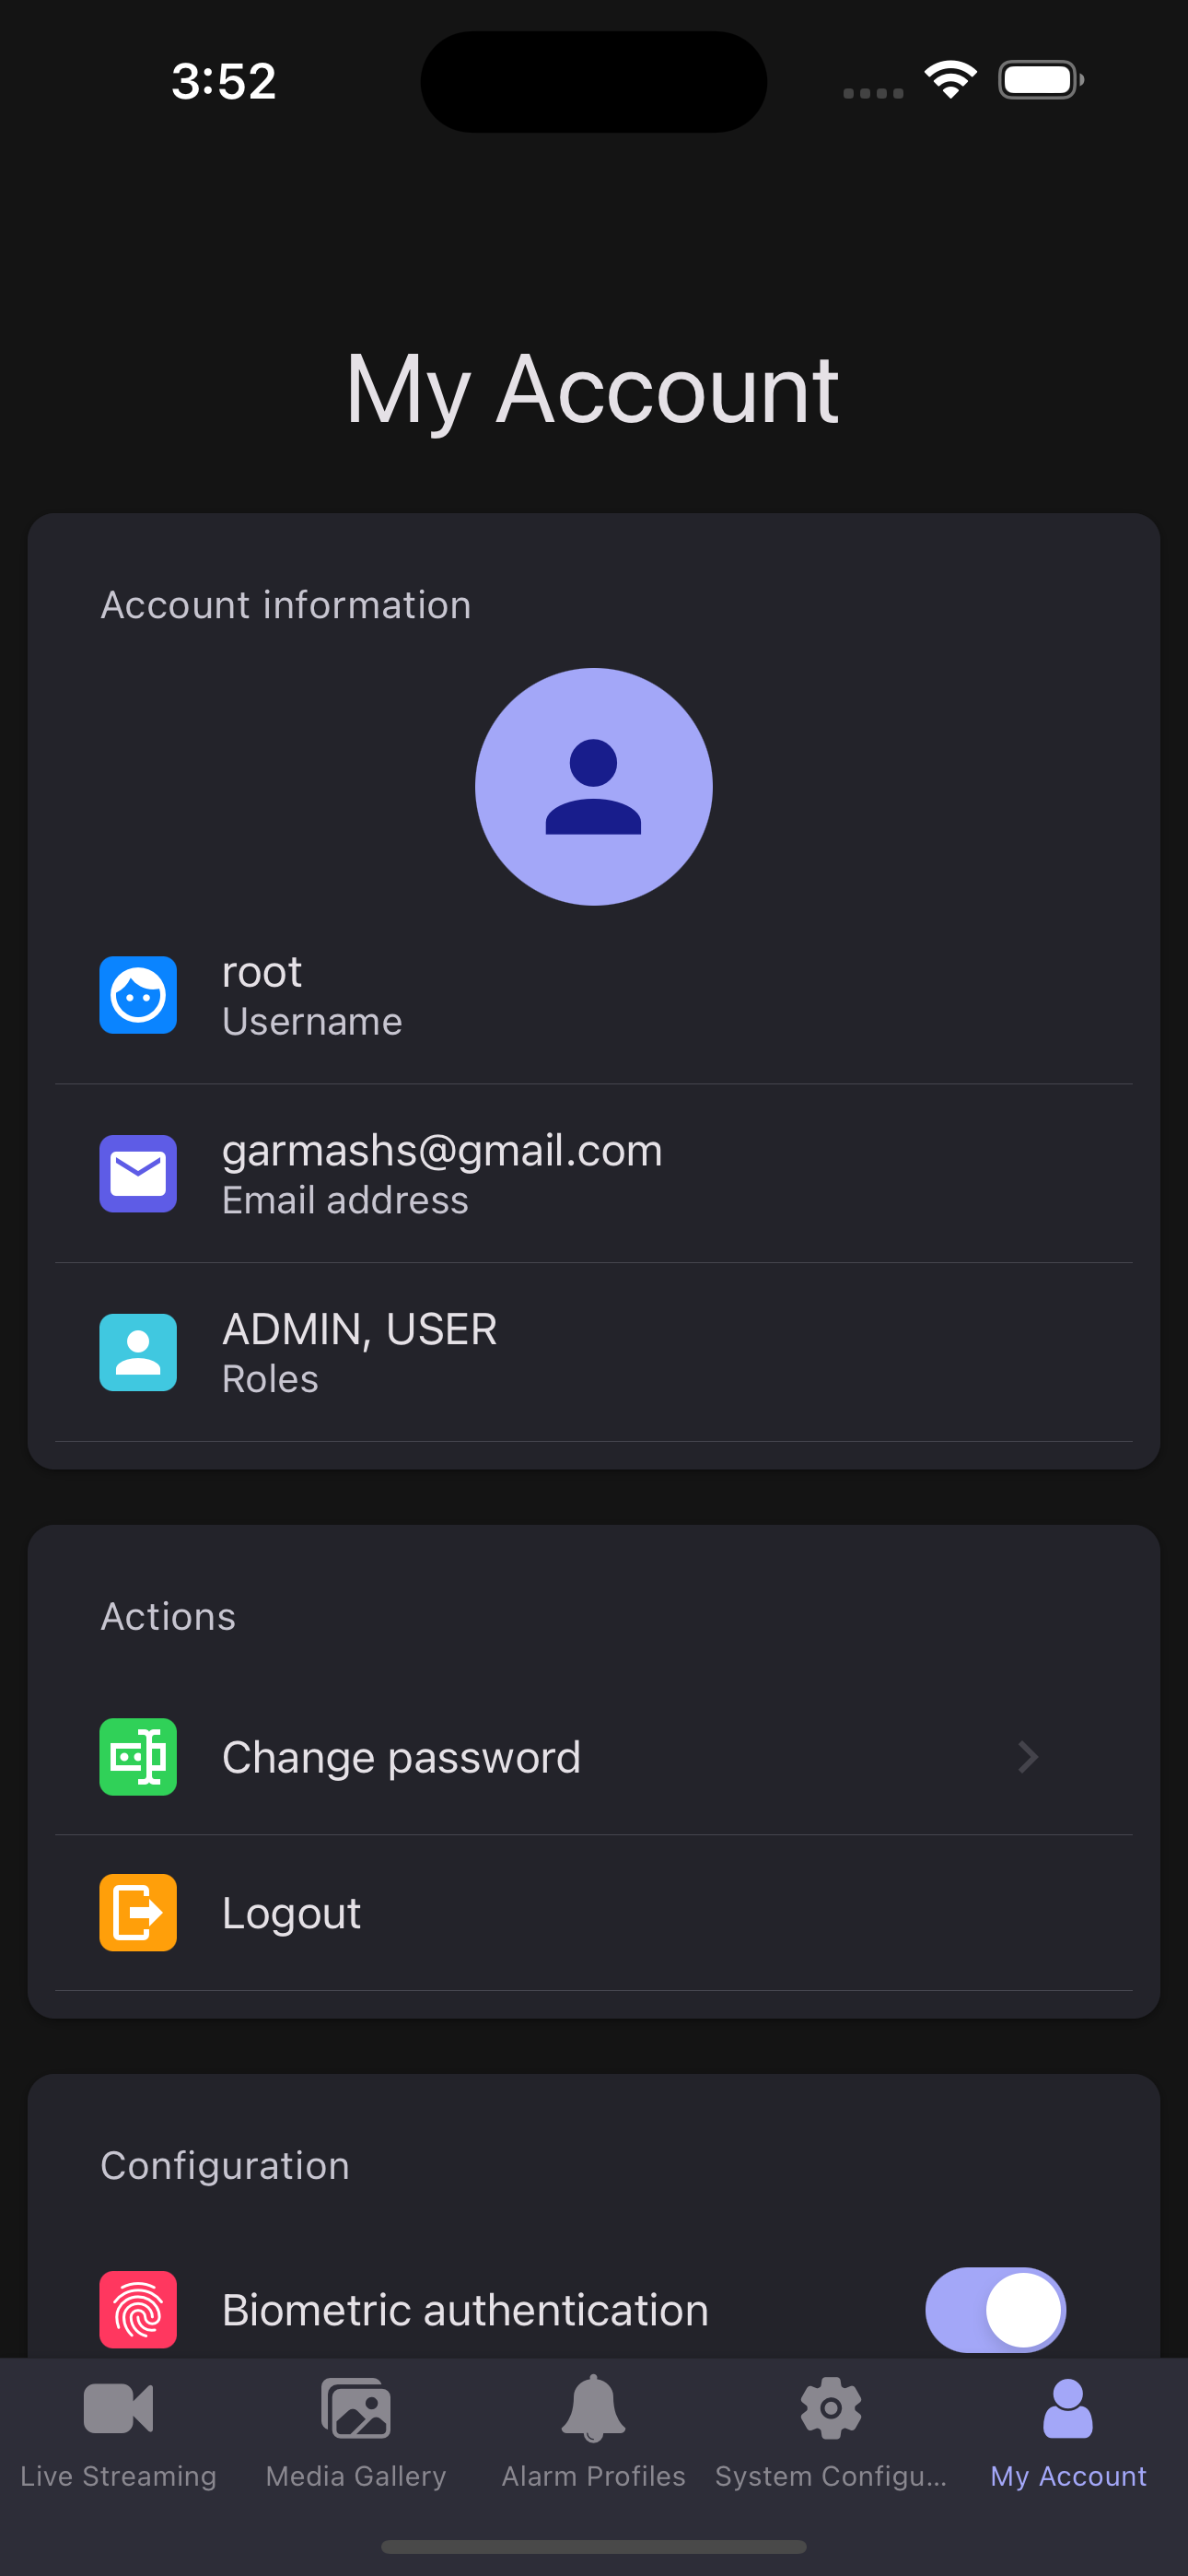 3:52
My Account
Account information
root
Username
garmashs@gmail.com
Email address
ADMIN, USER
Roles
Actions
Change password
Logout
Configuration
Biometric authentication
Live Streaming
Media Gallery
Alarm Profiles
System Configu...
My Account